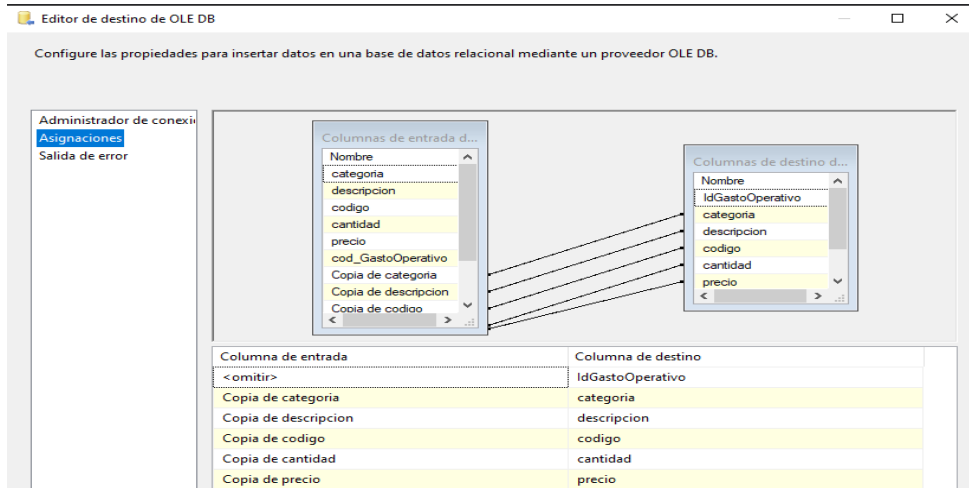 Editor de destino de OLE DB
Configure las propiedades para insertar datos en una base de datos relacional mediante un proveedor OLE DB.
Administrador de conexi
Asignaciones
Salida de error
Columnas de entrada d...
Nombre
categoria
descripcion
codigo
cantidad
precio
cod_GastoOperativo
Copia de categoria
Copia de descripcion
Copia de codigo
Columnas de destino d...
Nombre
IdGastoOperativo
categoria
descripcion
codigo
cantidad
precio
Columna de entrada Columna de destino
<omitir> IdGastoOperativo
Copia de categoria categoria
Copia de descripcion descripcion
Copia de codigo codigo
Copia de cantidad cantidad
Copia de precio precio